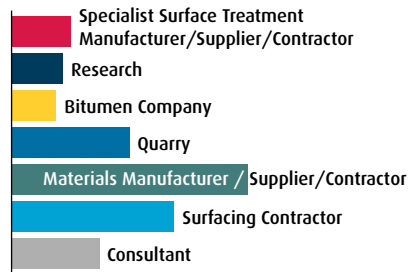 Specialist Surface Treatment
Manufacturer/Supplier/Contractor
Research
Bitumen Company
Quarry
Materials Manufacturer / Supplier/Contractor
Surfacing Contractor
Consultant